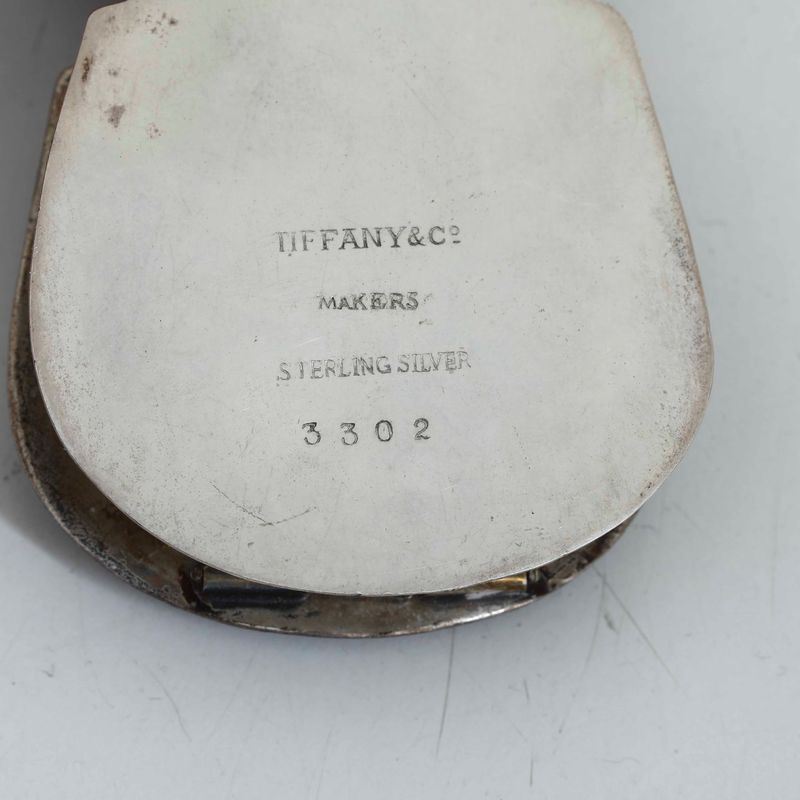 TIFFANY & Cº
MAKERS
STERLING SILVER
3302